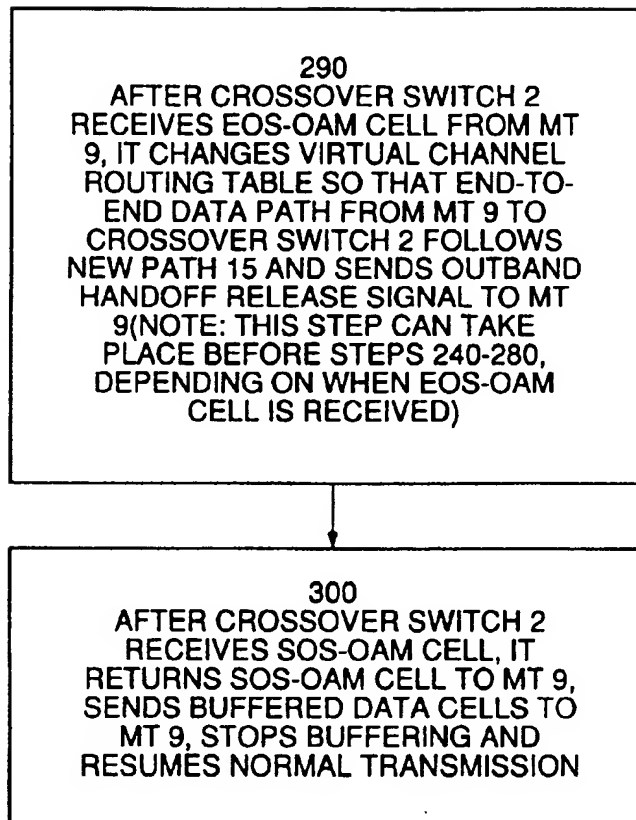 290
AFTER CROSSOVER SWITCH 2
RECEIVES EOS-OAM CELL FROM MT
9, IT CHANGES VIRTUAL CHANNEL
ROUTING TABLE SO THAT END-TO-
END DATA PATH FROM MT 9 TO
CROSSOVER SWITCH 2 FOLLOWS
NEW PATH 15 AND SENDS OUTBAND
HANDOFF RELEASE SIGNAL TO MT
9(NOTE: THIS STEP CAN TAKE
PLACE BEFORE STEPS 240-280,
DEPENDING ON WHEN EOS-OAM
CELL IS RECEIVED)
300
AFTER CROSSOVER SWITCH 2
RECEIVES SOS-OAM CELL, IT
RETURNS SOS-OAM CELL TO MT 9,
SENDS BUFFERED DATA CELLS TO
MT 9, STOPS BUFFERING AND
RESUMES NORMAL TRANSMISSION